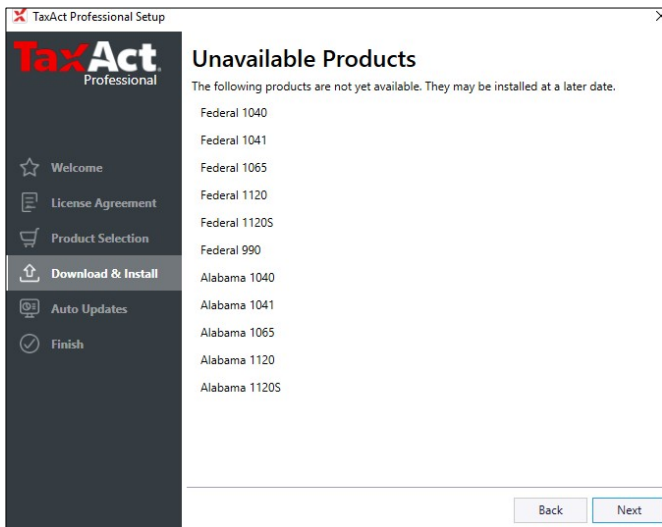 TaxAct Professional Setup
TaxAct.
Professional
Welcome
License Agreement
Product Selection
Download & Install
Auto Updates
Finish
Unavailable Products
The following products are not yet available. They may be installed at a later date.
Federal 1040
Federal 1041
Federal 1065
Federal 1120
Federal 1120S
Federal 990
Alabama 1040
Alabama 1041
Alabama 1065
Alabama 1120
Alabama 1120S
Back Next